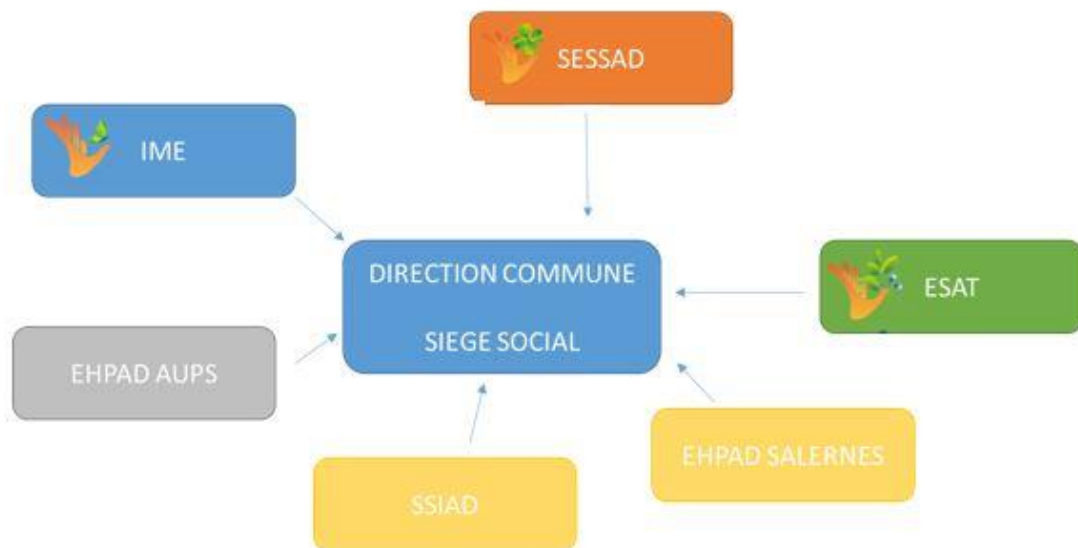 SESSAD
IME
DIRECTION COMMUNE
SIEGE SOCIAL
ESAT
EHPAD AUPS
EHPAD SALERNES
SSIAD